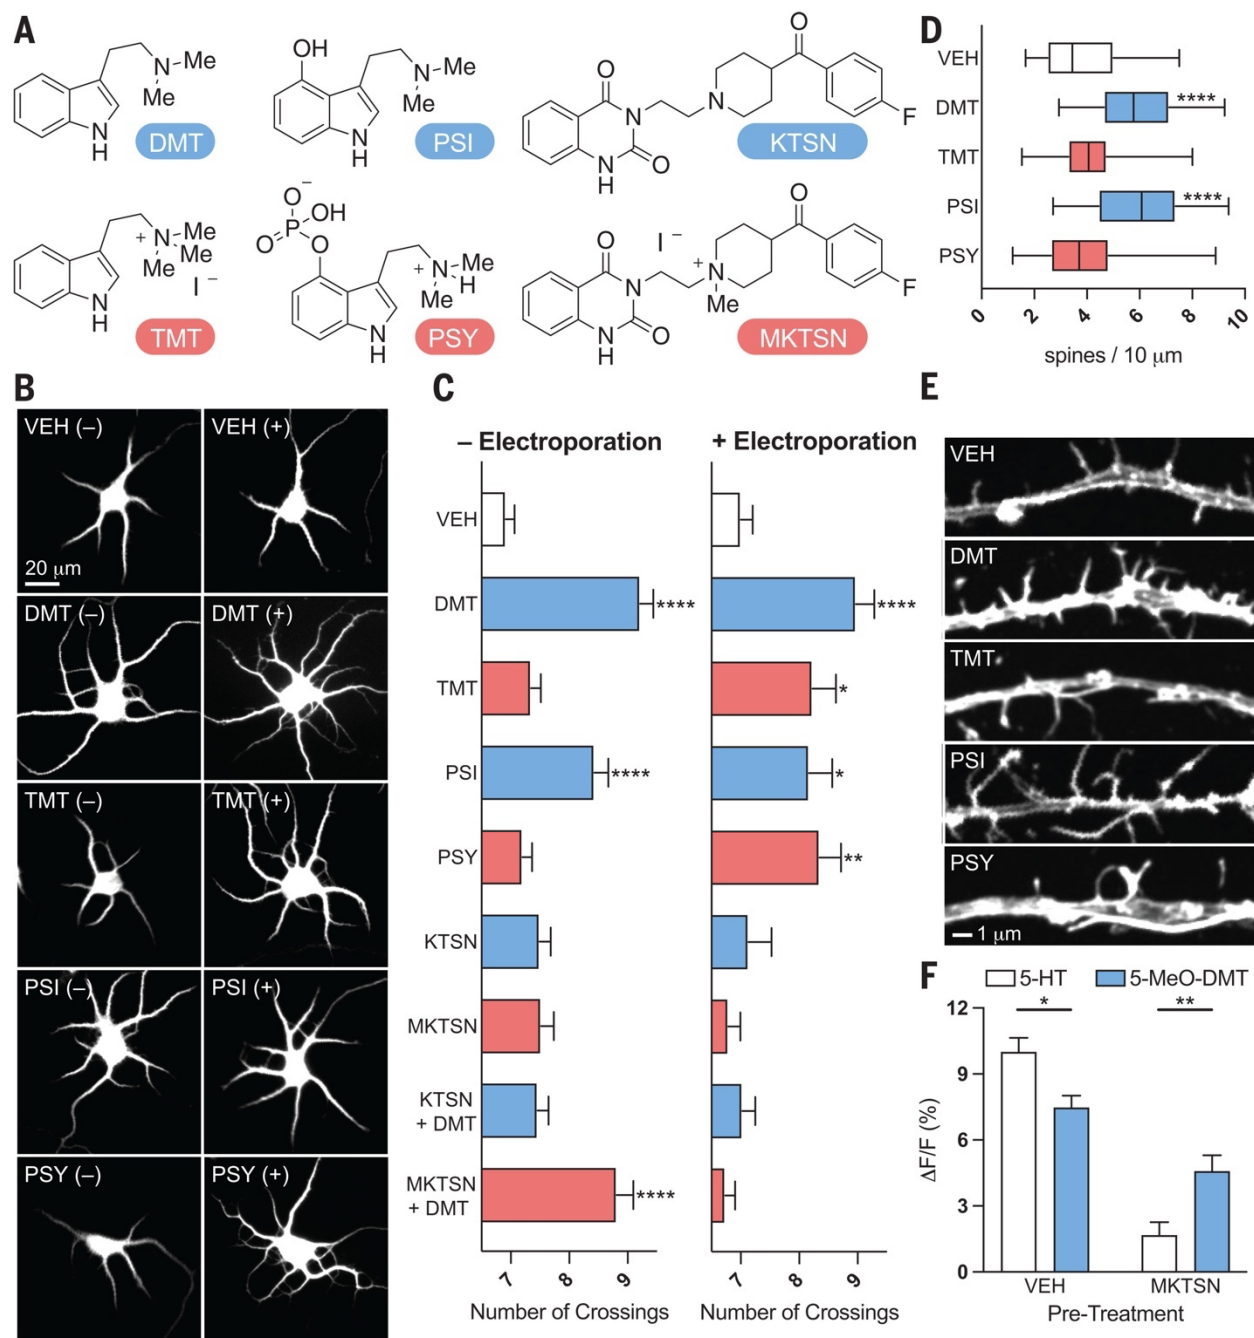 A
N
Me
Me
N
H
DMT
OH
N
Me
Me
N
H
PSI
O
N
N
H
O
N
O
F
KTSN
+
N
Me
Me
Me
I −
N
H
TMT
O−
P
OH
O
O
+
N
Me
H
Me
N
H
PSY
O
N
N
H
O
I −
+
N
Me
O
F
MKTSN
B
VEH (–)
VEH (+)
20 μm
DMT (–)
DMT (+)
TMT (–)
TMT (+)
PSI (–)
PSI (+)
PSY (–)
PSY (+)
C
– Electroporation
+ Electroporation
VEH
DMT
****
****
TMT
*
PSI
****
*
PSY
**
KTSN
MKTSN
KTSN
+ DMT
MKTSN
+ DMT
****
7 8 9
7 8 9
Number of Crossings
Number of Crossings
D
VEH
DMT
****
TMT
PSI
****
PSY
0 2 4 6 8 10
spines / 10 μm
E
VEH
DMT
TMT
PSI
PSY
1 μm
F
5-HT
5-MeO-DMT
*
**
12
9
6
3
0
ΔF/F (%)
VEH
MKTSN
Pre-Treatment